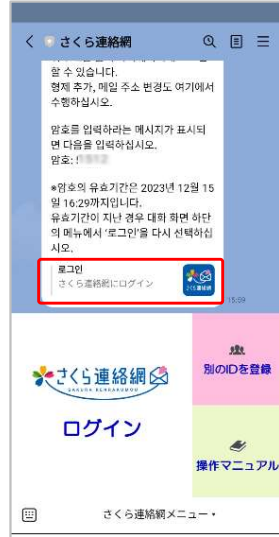 さくら連絡網
할 수 있습니다.
형제 추가, 메일 주소 변경도 여기에서
수행하십시오.
암호를 입력하라는 메시지가 표시되
면 다음을 입력하십시오.
암호: !
※암호의 유효기간은 2023년 12월 15
일 16:29까지입니다.
유효기간이 지난 경우 대화 화면 하단
의 메뉴에서 '로그인'을 다시 선택하십
시오.
로그인
さくら連絡網にログイン
さくら連絡網
15:59
さくら連絡網
SAKURA RENRAKUMOU
ログイン
別のIDを登録
操作マニュアル
さくら連絡網メニュー